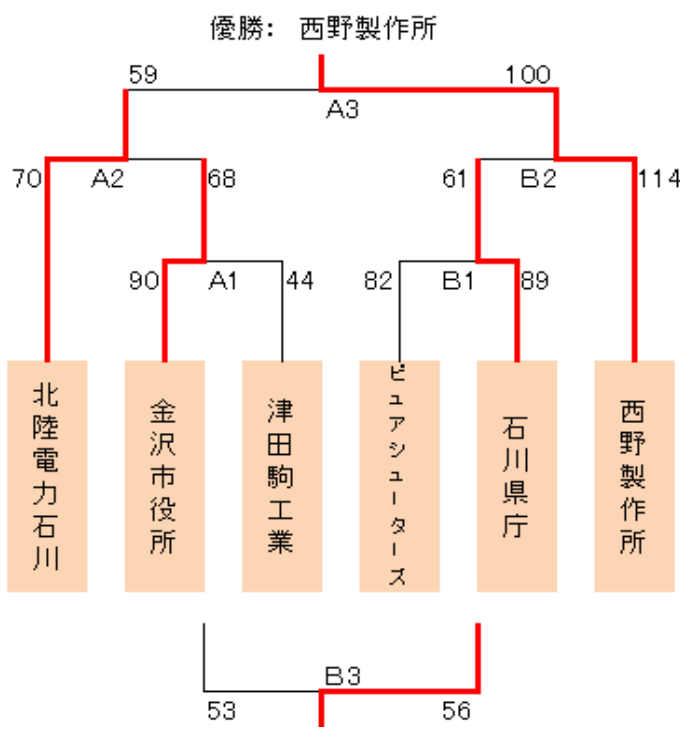 優勝： 西野製作所
59
100
A3
70
A2
68
61
B2
114
90
A1
44
82
B1
89
北陸電力石川
金沢市役所
津田駒工業
ピュアシューターズ
石川県庁
西野製作所
B3
53
56